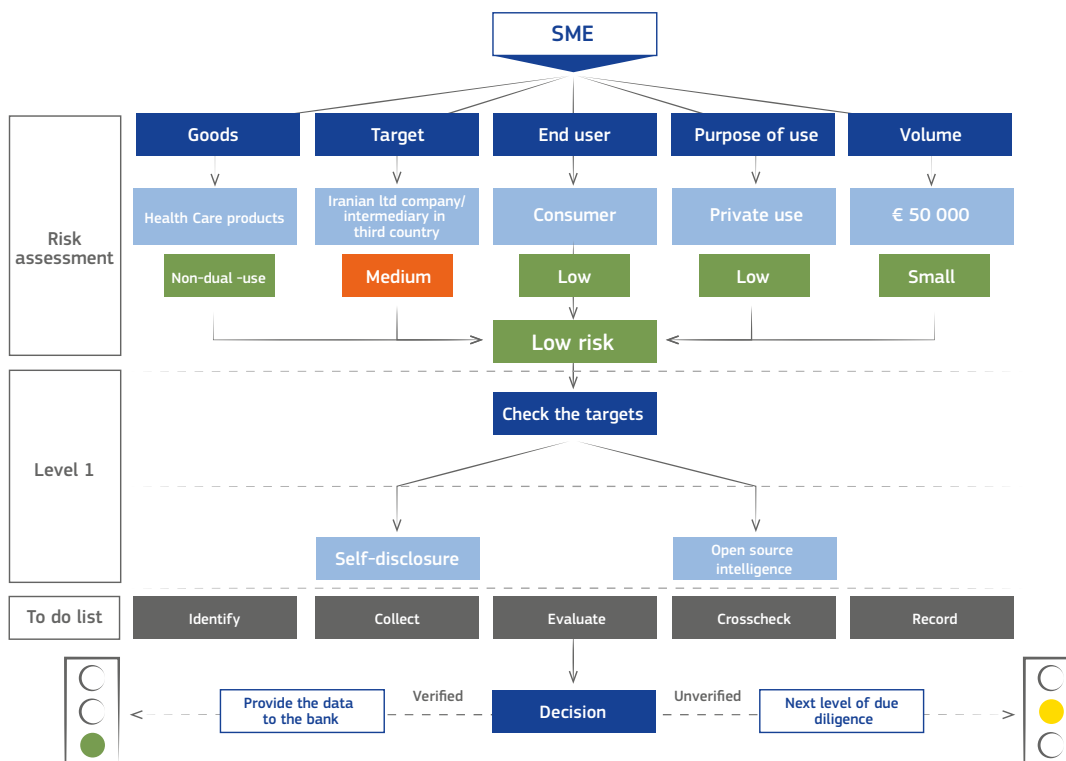 SME
Goods
Target
End user
Purpose of use
Volume
Risk
assessment
Health Care products
Iranian ltd company/
intermediary in
third country
Consumer
Private use
€ 50 000
Non-dual -use
Medium
Low
Low
Small
Low risk
Check the targets
Level 1
Self-disclosure
Open source
intelligence
To do list
Identify
Collect
Evaluate
Crosscheck
Record
Provide the data
to the bank
Verified
Decision
Unverified
Next level of due
diligence